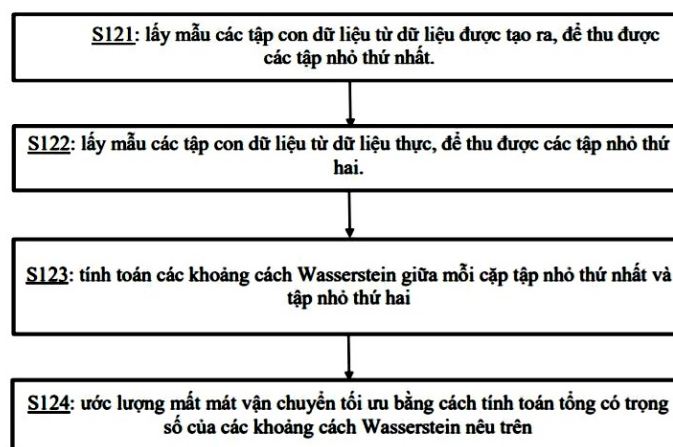 S121: lấy mẫu các tập con dữ liệu từ dữ liệu được tạo ra, để thu được
các tập nhỏ thứ nhất.
S122: lấy mẫu các tập con dữ liệu từ dữ liệu thực, để thu được các tập nhỏ thứ
hai.
S123: tính toán các khoảng cách Wasserstein giữa mỗi cặp tập nhỏ thứ nhất và
tập nhỏ thứ hai
S124: ước lượng mất mát vận chuyển tối ưu bằng cách tính toán tổng có trọng
số của các khoảng cách Wasserstein nêu trên